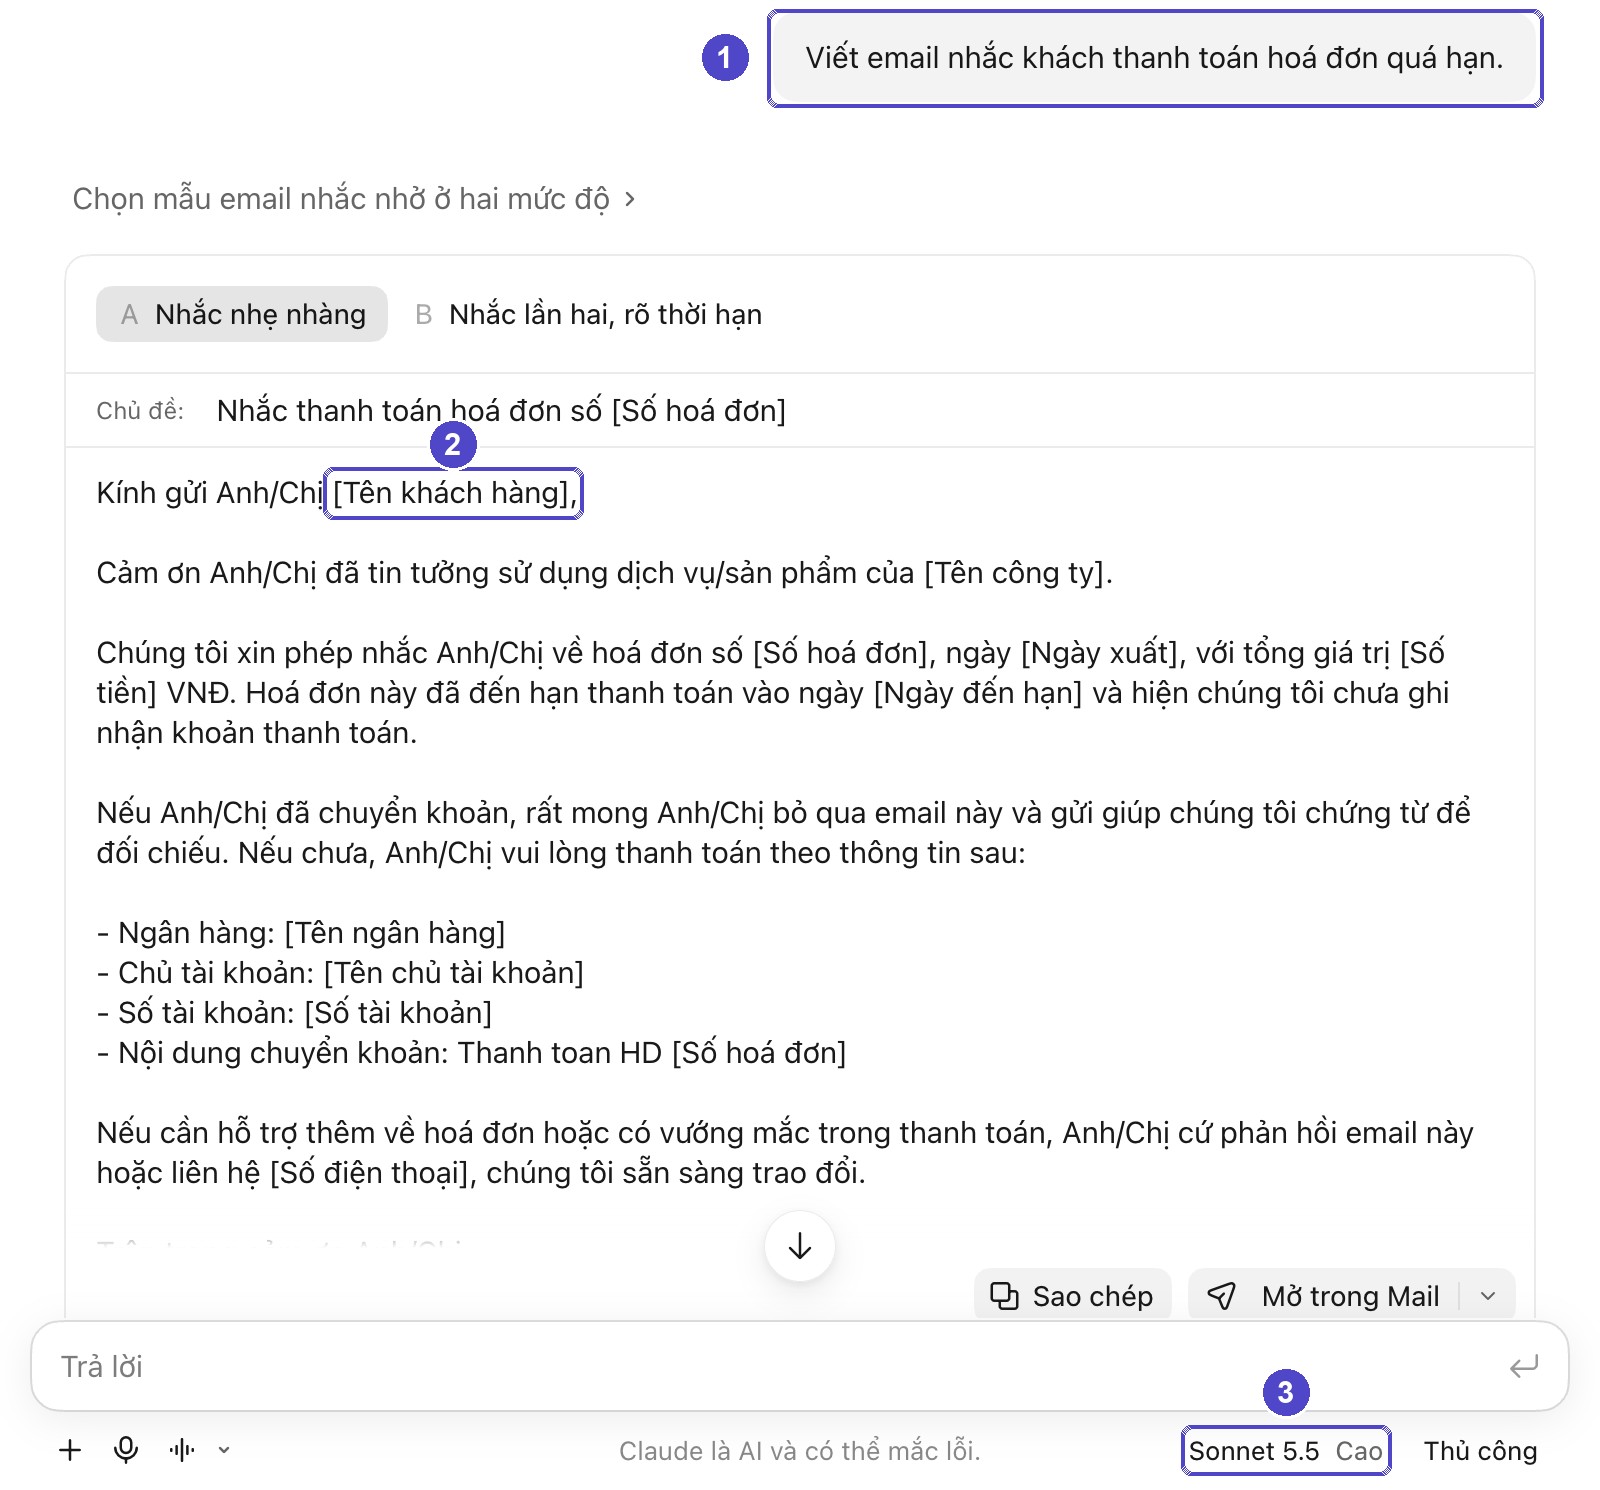 1
Viết email nhắc khách thanh toán hoá đơn quá hạn.
Chọn mẫu email nhắc nhở ở hai mức độ
A Nhắc nhẹ nhàng B Nhắc lần hai, rõ thời hạn
Chủ đề: Nhắc thanh toán hoá đơn số [Số hoá đơn]
2
Kính gửi Anh/Chị [Tên khách hàng],
Cảm ơn Anh/Chị đã tin tưởng sử dụng dịch vụ/sản phẩm của [Tên công ty].
Chúng tôi xin phép nhắc Anh/Chị về hoá đơn số [Số hoá đơn], ngày [Ngày xuất], với tổng giá trị [Số
tiền] VNĐ. Hoá đơn này đã đến hạn thanh toán vào ngày [Ngày đến hạn] và hiện chúng tôi chưa ghi
nhận khoản thanh toán.
Nếu Anh/Chị đã chuyển khoản, rất mong Anh/Chị bỏ qua email này và gửi giúp chúng tôi chứng từ để
đối chiếu. Nếu chưa, Anh/Chị vui lòng thanh toán theo thông tin sau:
- Ngân hàng: [Tên ngân hàng]
- Chủ tài khoản: [Tên chủ tài khoản]
- Số tài khoản: [Số tài khoản]
- Nội dung chuyển khoản: Thanh toan HD [Số hoá đơn]
Nếu cần hỗ trợ thêm về hoá đơn hoặc có vướng mắc trong thanh toán, Anh/Chị cứ phản hồi email này
hoặc liên hệ [Số điện thoại], chúng tôi sẵn sàng trao đổi.
Sao chép Mở trong Mail
Trả lời
3
Claude là AI và có thể mắc lỗi. Sonnet 5.5 Cao Thủ công